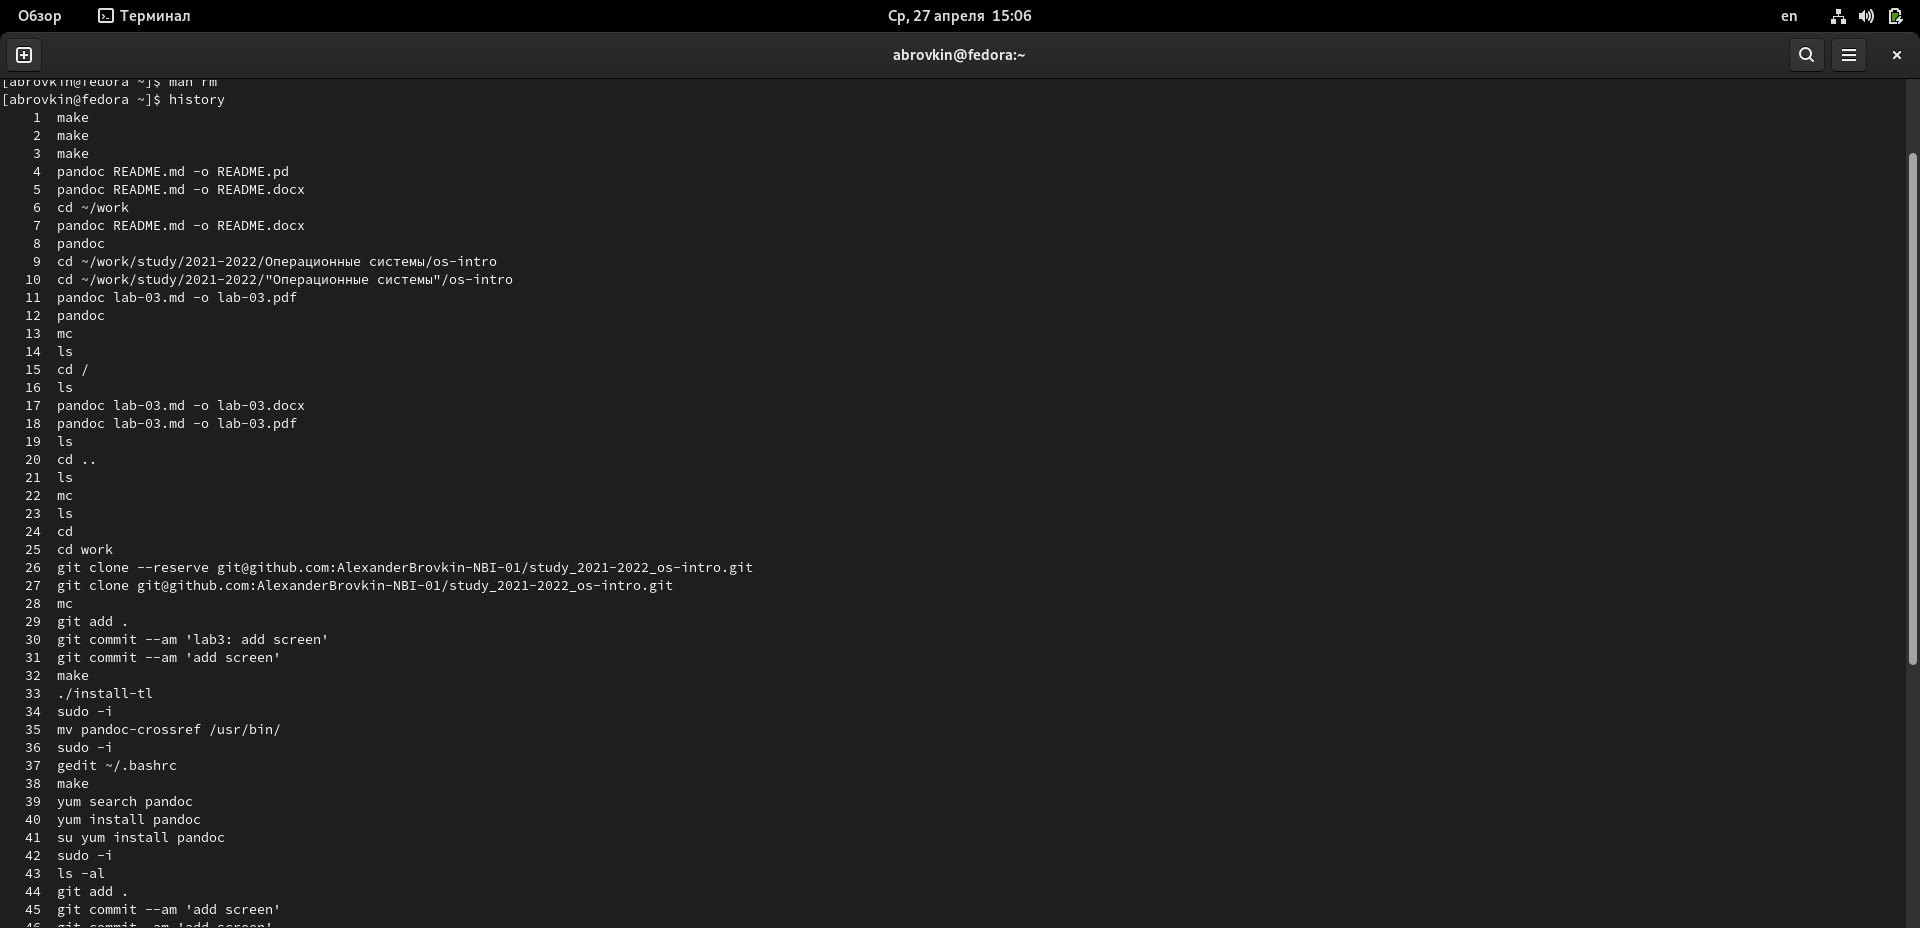 Обзор Терминал Ср, 27 апреля 15:06 en
abrovkin@fedora:~
[abrovkin@fedora ~]$ man rm
[abrovkin@fedora ~]$ history
1 make
2 make
3 make
4 pandoc README.md -o README.pd
5 pandoc README.md -o README.docx
6 cd ~/work
7 pandoc README.md -o README.docx
8 pandoc
9 cd ~/work/study/2021-2022/Операционные системы/os-intro
10 cd ~/work/study/2021-2022/"Операционные системы"/os-intro
11 pandoc lab-03.md -o lab-03.pdf
12 pandoc
13 mc
14 ls
15 cd /
16 ls
17 pandoc lab-03.md -o lab-03.docx
18 pandoc lab-03.md -o lab-03.pdf
19 ls
20 cd ..
21 ls
22 mc
23 ls
24 cd
25 cd work
26 git clone --reserve git@github.com:AlexanderBrovkin-NBI-01/study_2021-2022_os-intro.git
27 git clone git@github.com:AlexanderBrovkin-NBI-01/study_2021-2022_os-intro.git
28 mc
29 git add .
30 git commit --am 'lab3: add screen'
31 git commit --am 'add screen'
32 make
33 ./install-tl
34 sudo -i
35 mv pandoc-crossref /usr/bin/
36 sudo -i
37 gedit ~/.bashrc
38 make
39 yum search pandoc
40 yum install pandoc
41 su yum install pandoc
42 sudo -i
43 ls -al
44 git add .
45 git commit --am 'add screen'
46 git commit -am 'add screen'